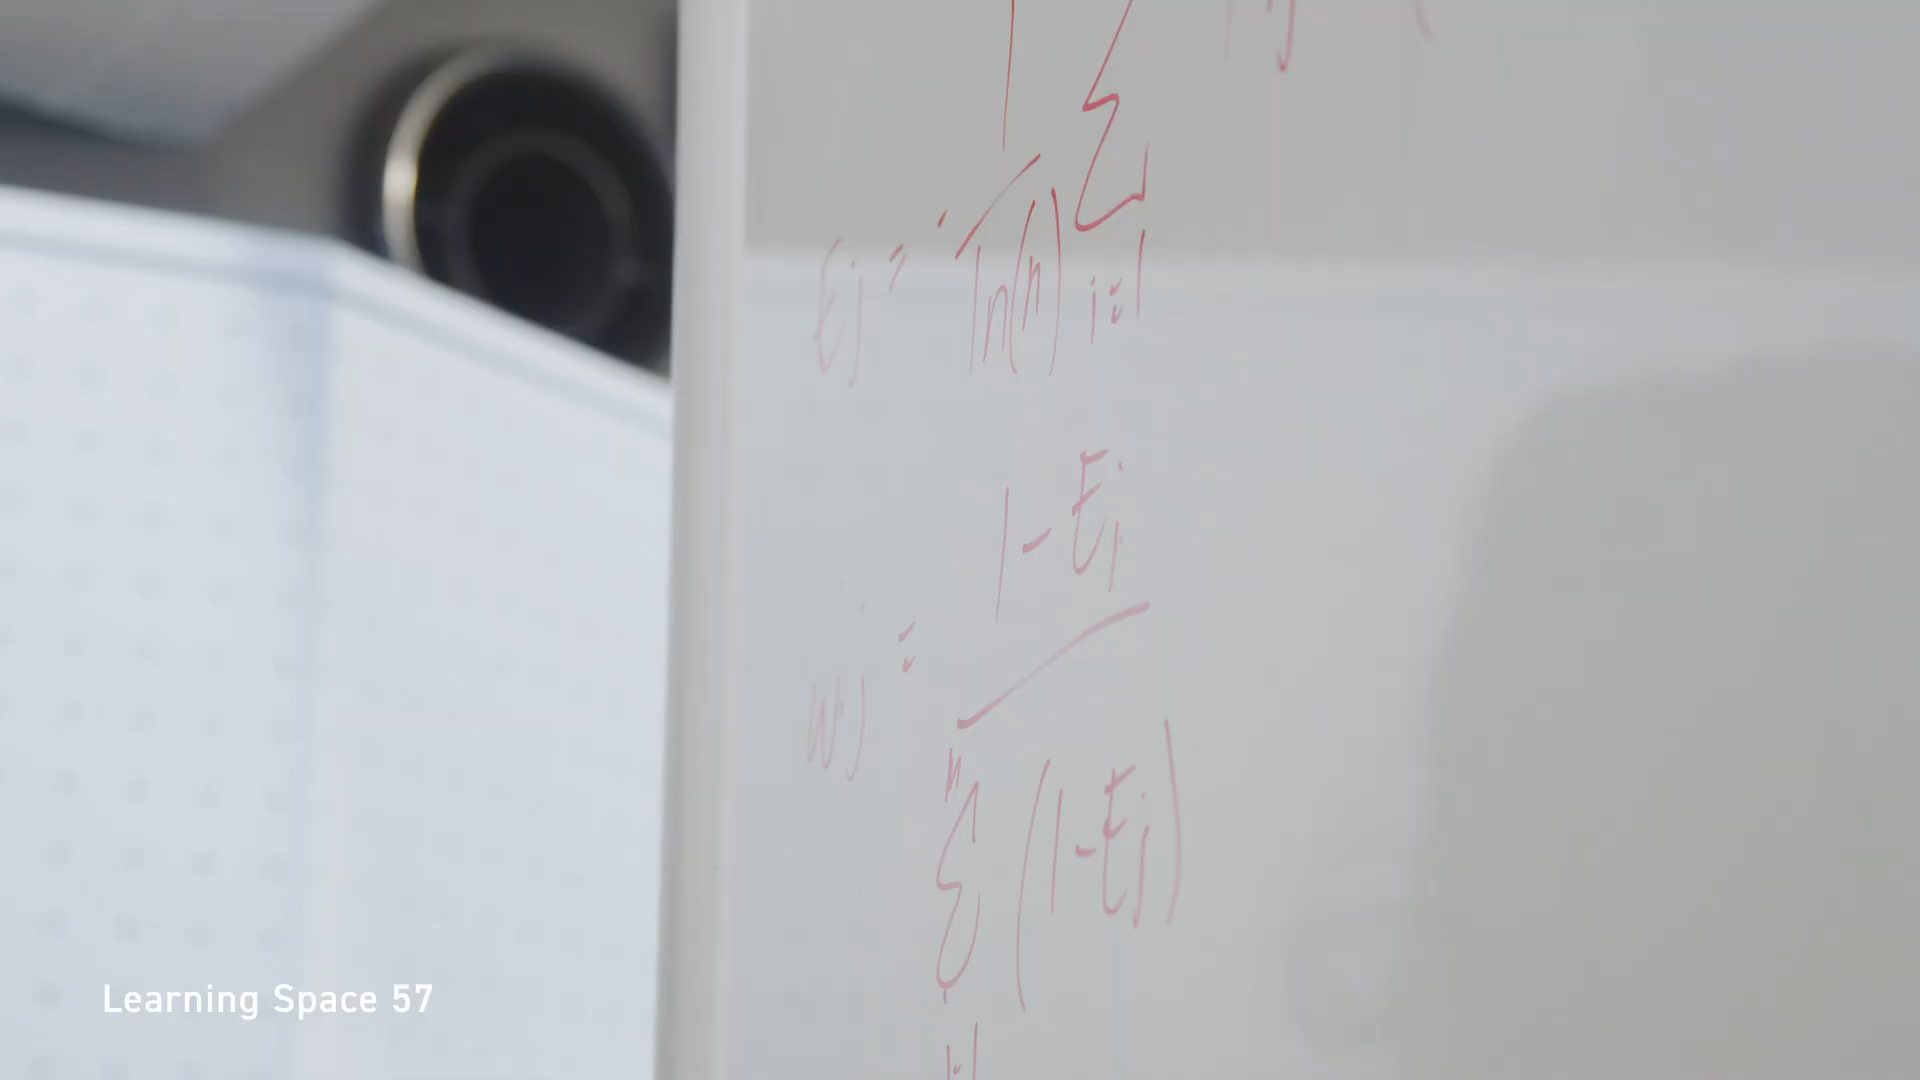 Ej = 1/ln(n) Σ i=1
wj = 1-Ej / n Σ (1-Ej)
Learning Space 57